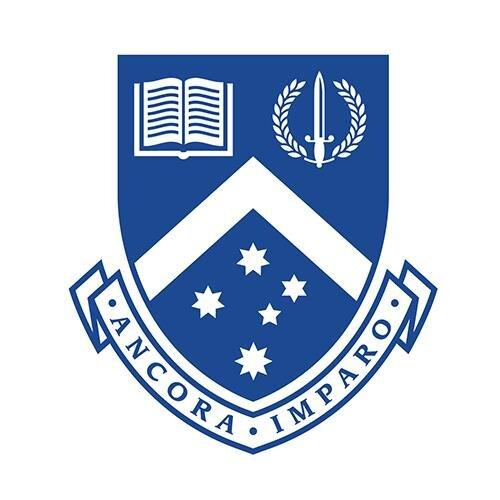 · ANCORA · IMPARO ·